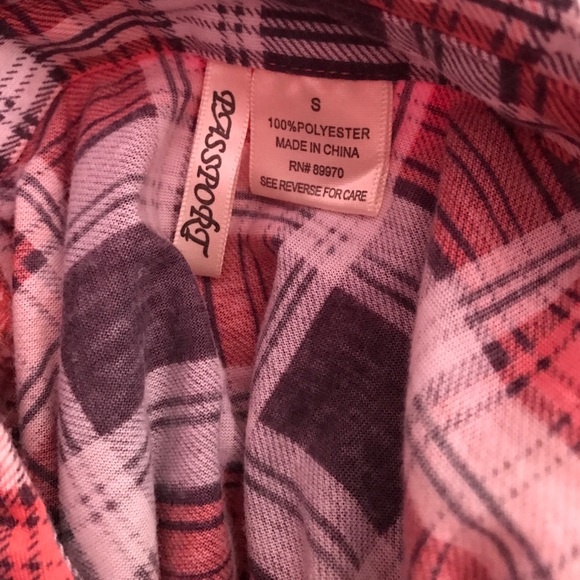 PASSPORT
S
100%POLYESTER
MADE IN CHINA
RN# 89970
SEE REVERSE FOR CARE